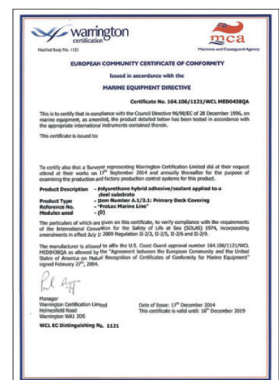 warrington
certification
Notified Body No. 1121
mca
Maritime and Coastguard Agency
EUROPEAN COMMUNITY CERTIFICATE OF CONFORMITY
Issued in accordance with the
MARINE EQUIPMENT DIRECTIVE
Certificate No. 164.106/1121/WCL MED0438QA
This is to certify that in compliance with the Council Directive 96/98/EC of 20 December 1996, on
marine equipment, as amended, the product detailed below has been tested in accordance with the
appropriate international instruments contained therein.
This certificate is issued to:
To certify also that a Surveyor representing Warrington Certification Limited did at their request
attend at their works on 17th September 2014 and annually thereafter for the purpose of
examining the production and factory production control systems for this product.
Product Description - Polyurethane hybrid adhesive/sealant applied to a
steel substrate
Product Type - Item Number A.1/3.1: Primary Deck Covering
Reference No. - "Protec Marine Line"
Modules used - (D)
The particulars of which are given on this certificate, to verify compliance with the requirements
of the International Convention for the Safety of Life at Sea (SOLAS) 1974, incorporating
amendments in effect July 1st 2009 Regulation II-2/3, II-2/5, II-2/6 and II-2/9.
The manufacturer is allowed to affix the U.S. Coast Guard approval number 164.106/1121/WCL
MED0438QA as allowed by the "Agreement between the European Community and the United
States of America on Mutual Recognition of Certificates of Conformity for Marine Equipment"
signed February 27th, 2004.
Manager
Warrington Certification Limited
Holmesfield Road
Warrington WA1 2DS
Date of Issue: 17th December 2014
This certificate is valid until: 16th December 2019
WCL EC Distinguishing No. 1121